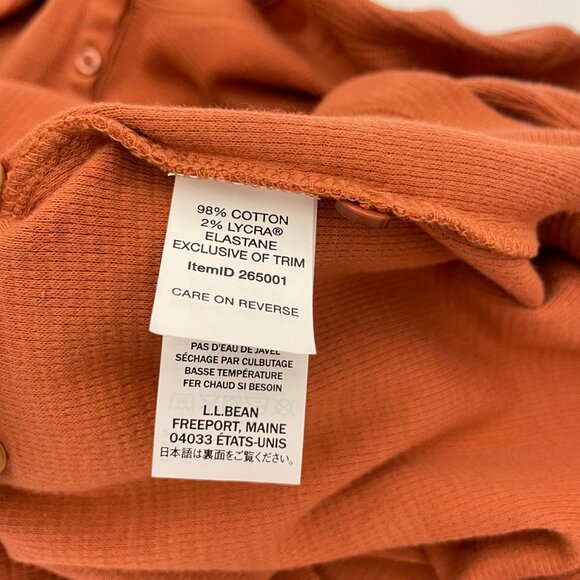 98% COTTON
2% LYCRA®
ELASTANE
EXCLUSIVE OF TRIM
ItemID 265001
CARE ON REVERSE
PAS D'EAU DE JAVEL
SÉCHAGE PAR CULBUTAGE
BASSE TEMPÉRATURE
FER CHAUD SI BESOIN
L.L.BEAN
FREEPORT, MAINE
04033 ÉTATS-UNIS
日本語は裏面をご覧ください。